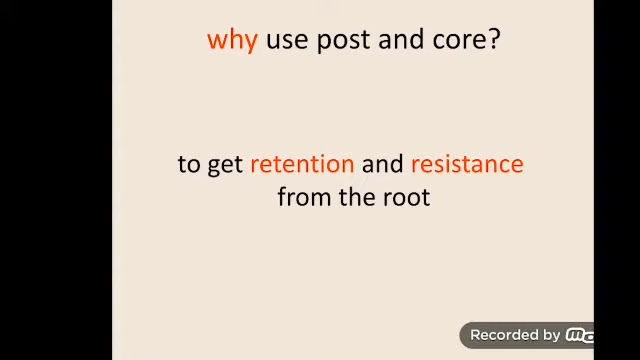 why use post and core?
to get retention and resistance
from the root
Recorded by